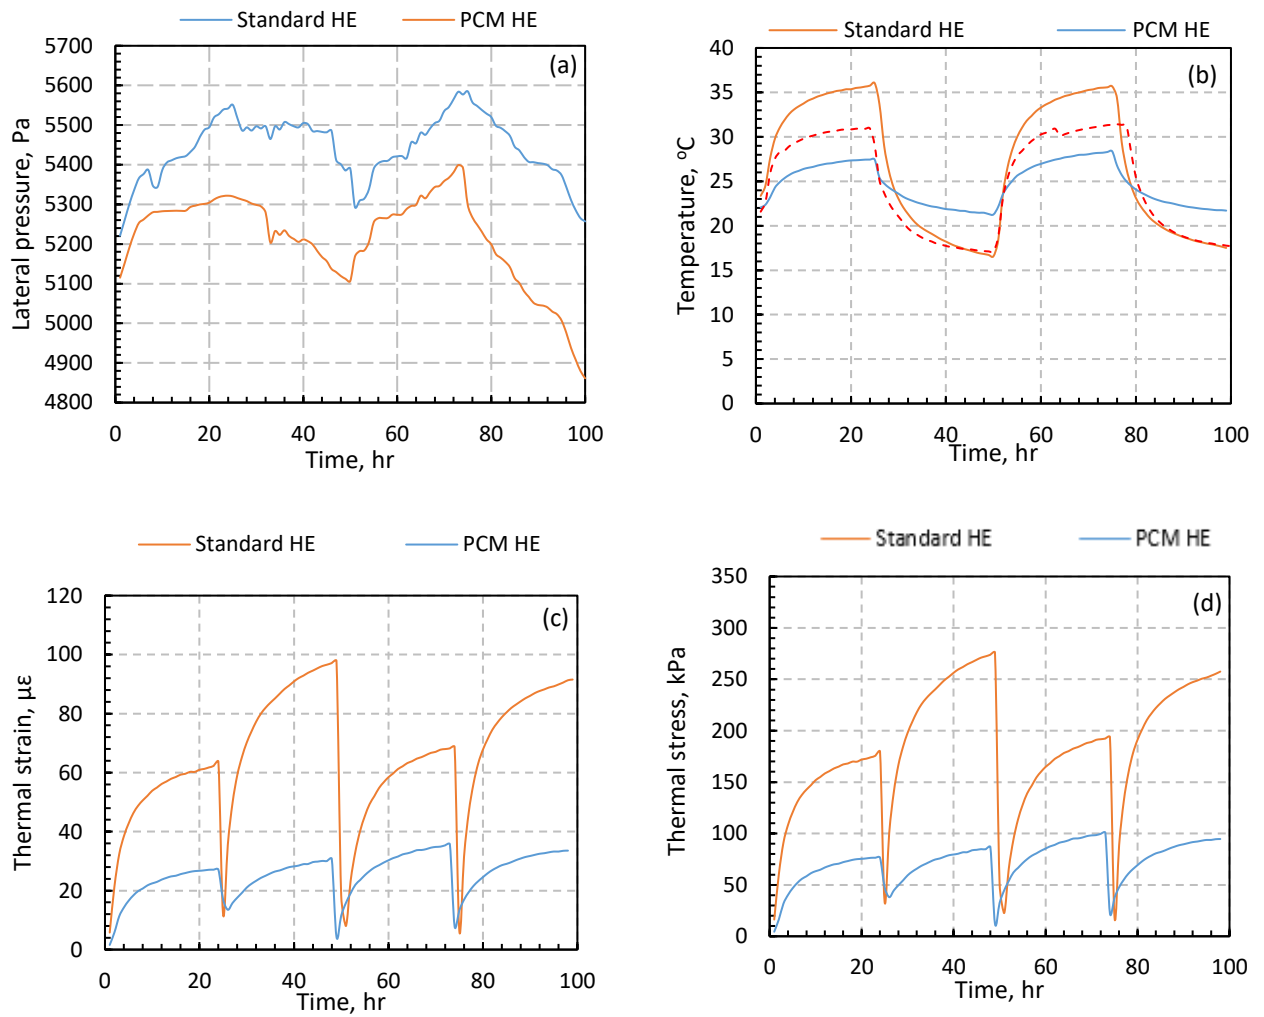 Standard HE PCM HE
(a)
Lateral pressure, Pa
5700
5600
5500
5400
5300
5200
5100
5000
4900
4800
0 20 40 60 80 100
Time, hr
Standard HE PCM HE
(b)
Temperature, ºC
40
35
30
25
20
15
10
5
0
0 20 40 60 80 100
Time, hr
Standard HE PCM HE
(c)
Thermal strain, µε
120
100
80
60
40
20
0
0 20 40 60 80 100
Time, hr
Standard HE PCM HE
(d)
Thermal stress, kPa
350
300
250
200
150
100
50
0
0 20 40 60 80 100
Time, hr